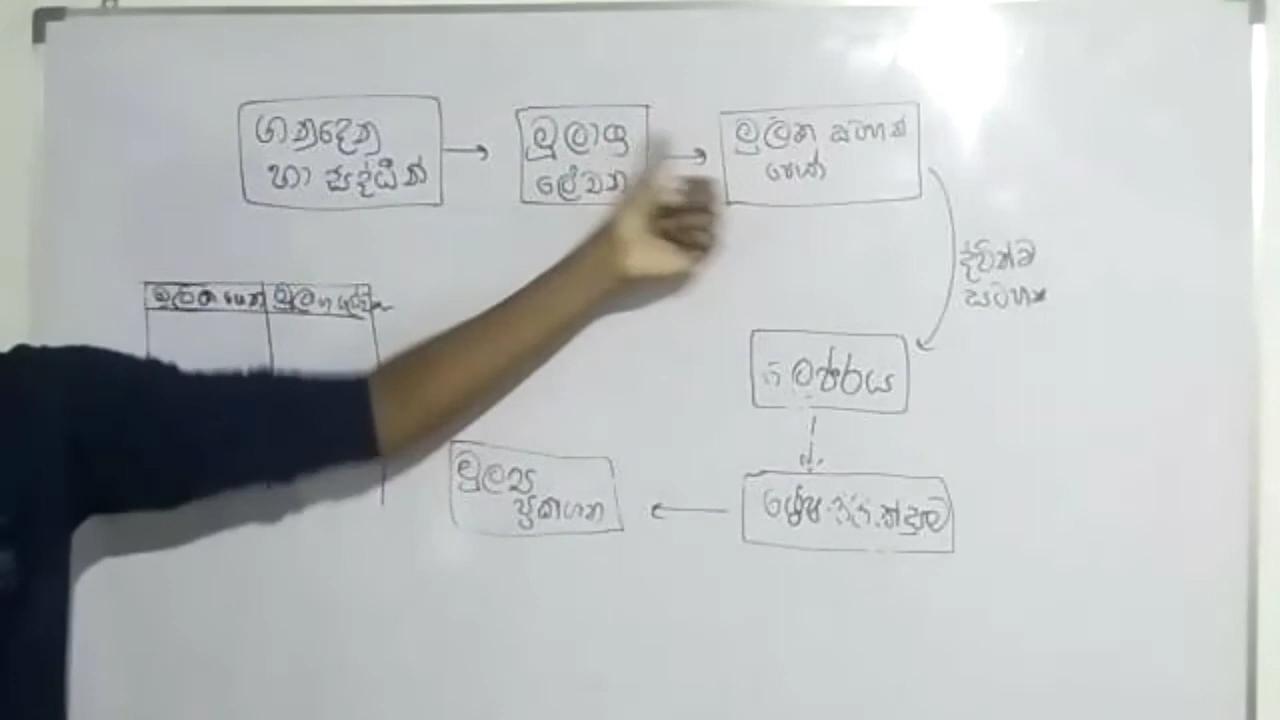 ගනුදෙනු
හා සිද්ධීන්
මූලාශ්‍ර
ලේඛන
මූලික සටහන්
පොත්
ද්විත්ව
සටහන
මූලික පොත
ලෙජරය
මූල්‍ය
ප්‍රකාශන
ශේෂ